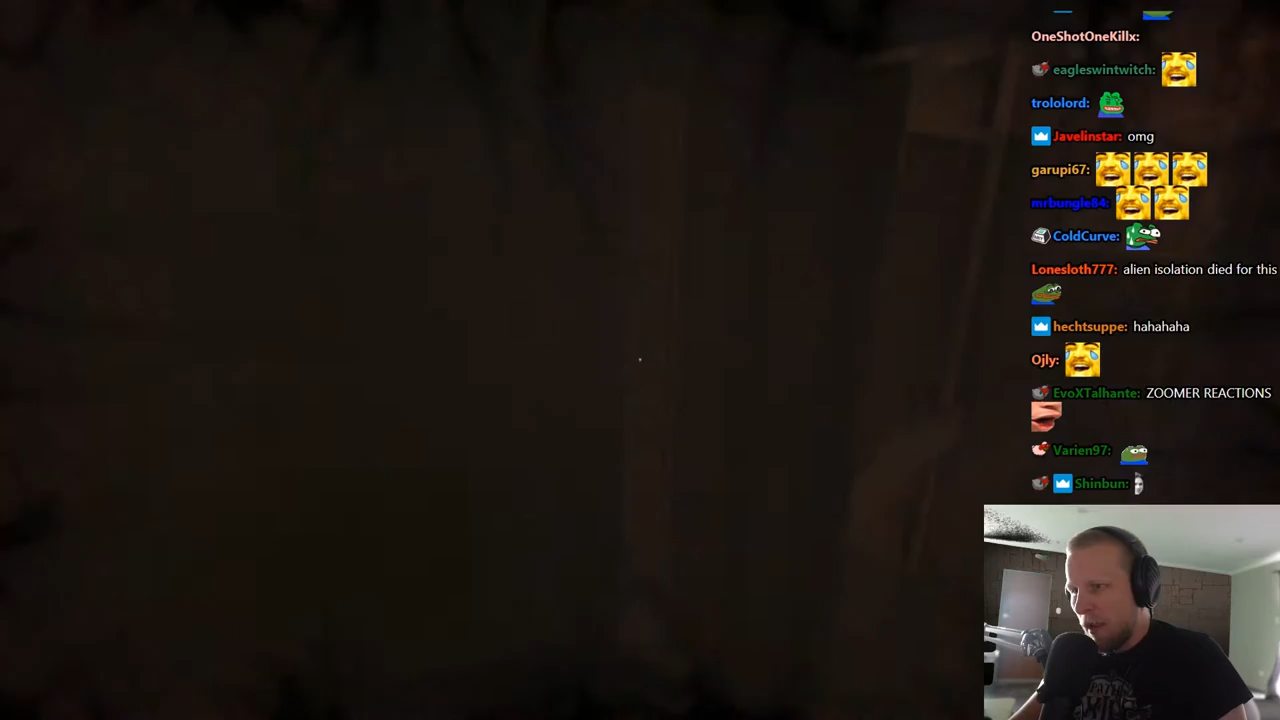 OneShotOneKillx:
eagleswintwitch:
trololord:
Javelinstar: omg
garupi67:
mrbungle84:
ColdCurve:
Lonesloth777: alien isolation died for this
hechtsuppe: hahahaha
Ojly:
EvoXTalhante: ZOOMER REACTIONS
Varien97:
Shinbun: